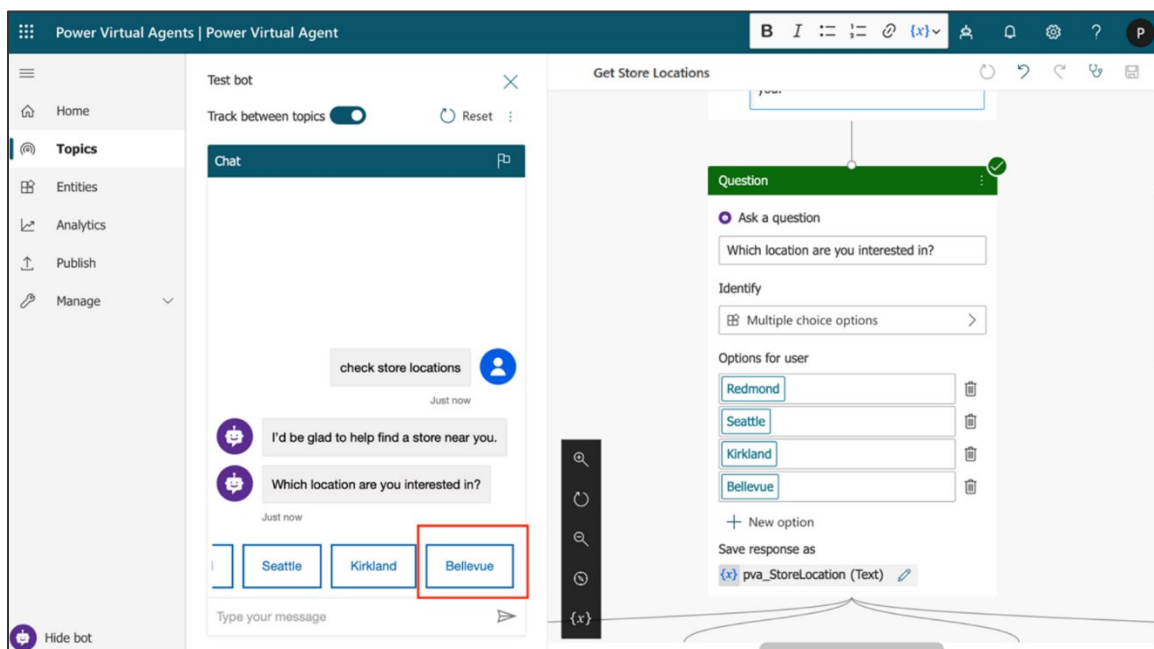 Power Virtual Agents | Power Virtual Agent
B I {x} ? P
Home
Topics
Entities
Analytics
Publish
Manage
Hide bot
Test bot
Track between topics
Reset
Chat
check store locations
Just now
I'd be glad to help find a store near you.
Which location are you interested in?
Just now
Seattle
Kirkland
Bellevue
Type your message
Get Store Locations
Question
Ask a question
Which location are you interested in?
Identify
Multiple choice options
Options for user
Redmond
Seattle
Kirkland
Bellevue
+ New option
Save response as
{x} pva_StoreLocation (Text)
{x}